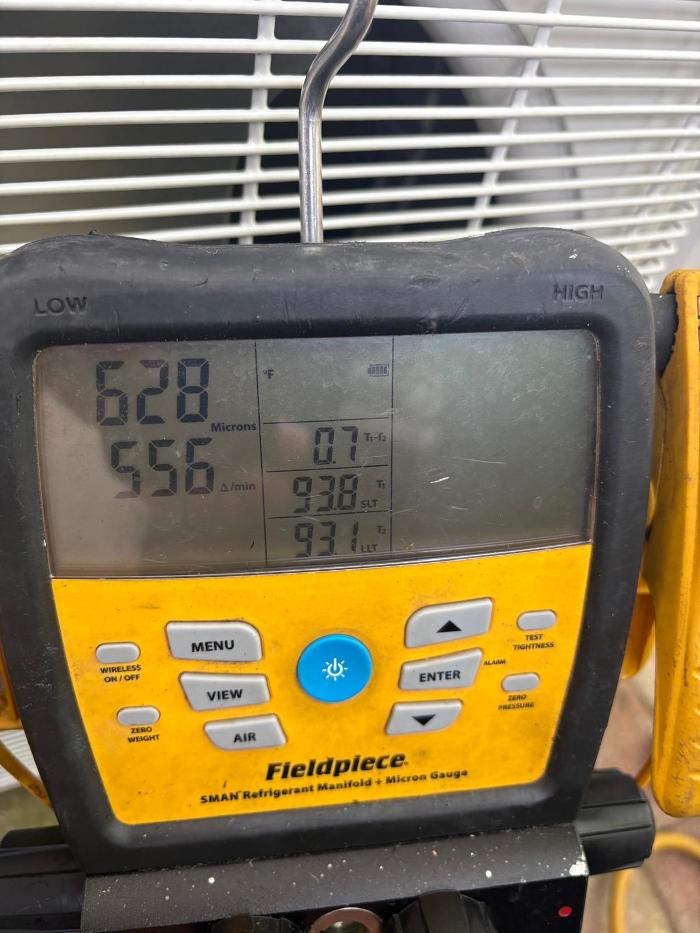 LOW HIGH
628 Microns
556 Δ/min
°F
0.7 T1-T2
93.8 T1 SLT
93.1 T2 LLT
WIRELESS
ON / OFF
MENU
▲
TEST
TIGHTNESS
VIEW
ENTER
ALARM
ZERO
WEIGHT
AIR
▼
ZERO
PRESSURE
Fieldpiece
SMAN Refrigerant Manifold + Micron Gauge